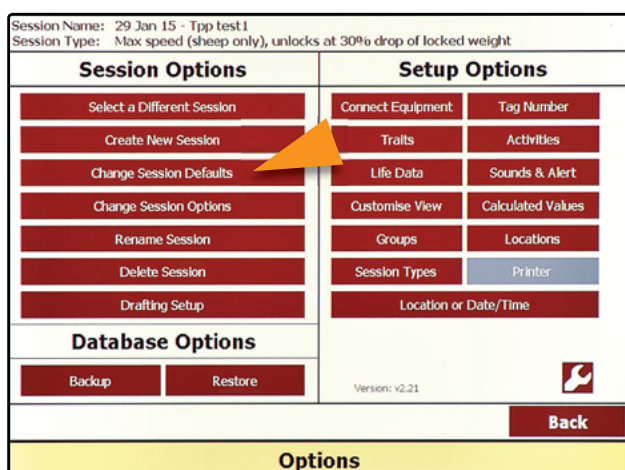 Session Name: 29 Jan 15 - Tpp test1
Session Type: Max speed (sheep only), unlocks at 30% drop of locked weight
Session Options
Select a Different Session
Create New Session
Change Session Defaults
Change Session Options
Rename Session
Delete Session
Drafting Setup
Database Options
Backup
Restore
Setup Options
Connect Equipment
Tag Number
Traits
Activities
Life Data
Sounds & Alert
Customise View
Calculated Values
Groups
Locations
Session Types
Printer
Location or Date/Time
Version: v2.21
Back
Options